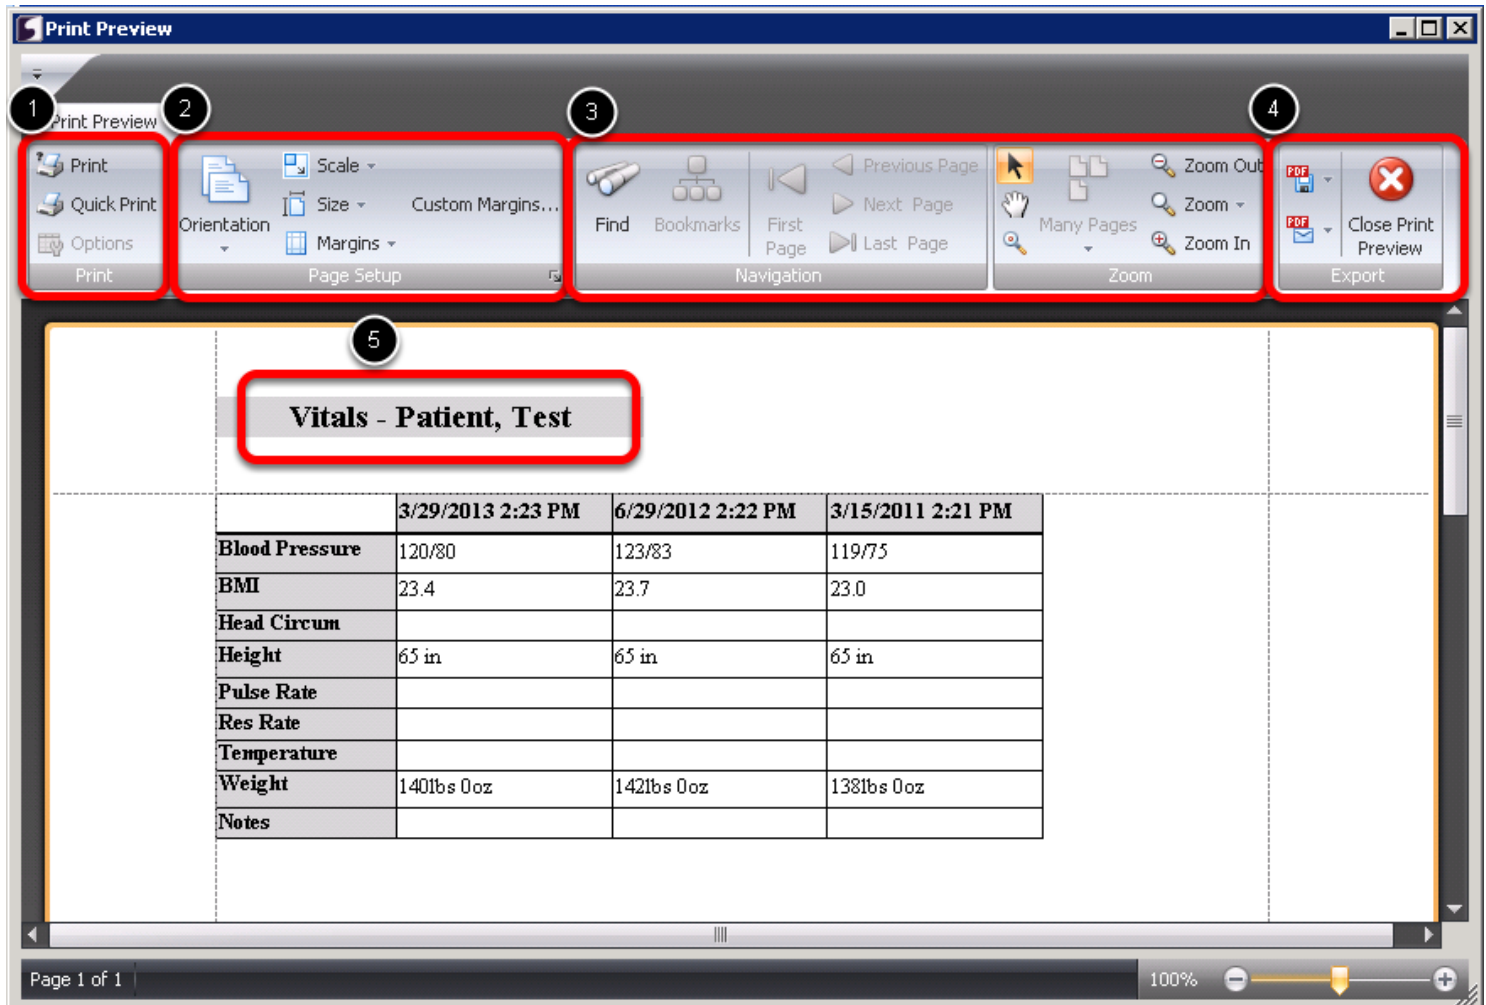 Print Preview
1
2
3
4
Print Preview
Print
Quick Print
Options
Print
Orientation
Scale
Size
Margins
Custom Margins...
Page Setup
Find
Bookmarks
First
Page
Previous Page
Next Page
Last Page
Navigation
Many Pages
Zoom Out
Zoom
Zoom In
Zoom
PDF
PDF
Close Print
Preview
Export
5
Vitals - Patient, Test
3/29/2013 2:23 PM 6/29/2012 2:22 PM 3/15/2011 2:21 PM
Blood Pressure 120/80 123/83 119/75
BMI 23.4 23.7 23.0
Head Circum
Height 65 in 65 in 65 in
Pulse Rate
Res Rate
Temperature
Weight 140lbs 0oz 142lbs 0oz 138lbs 0oz
Notes
Page 1 of 1
100%